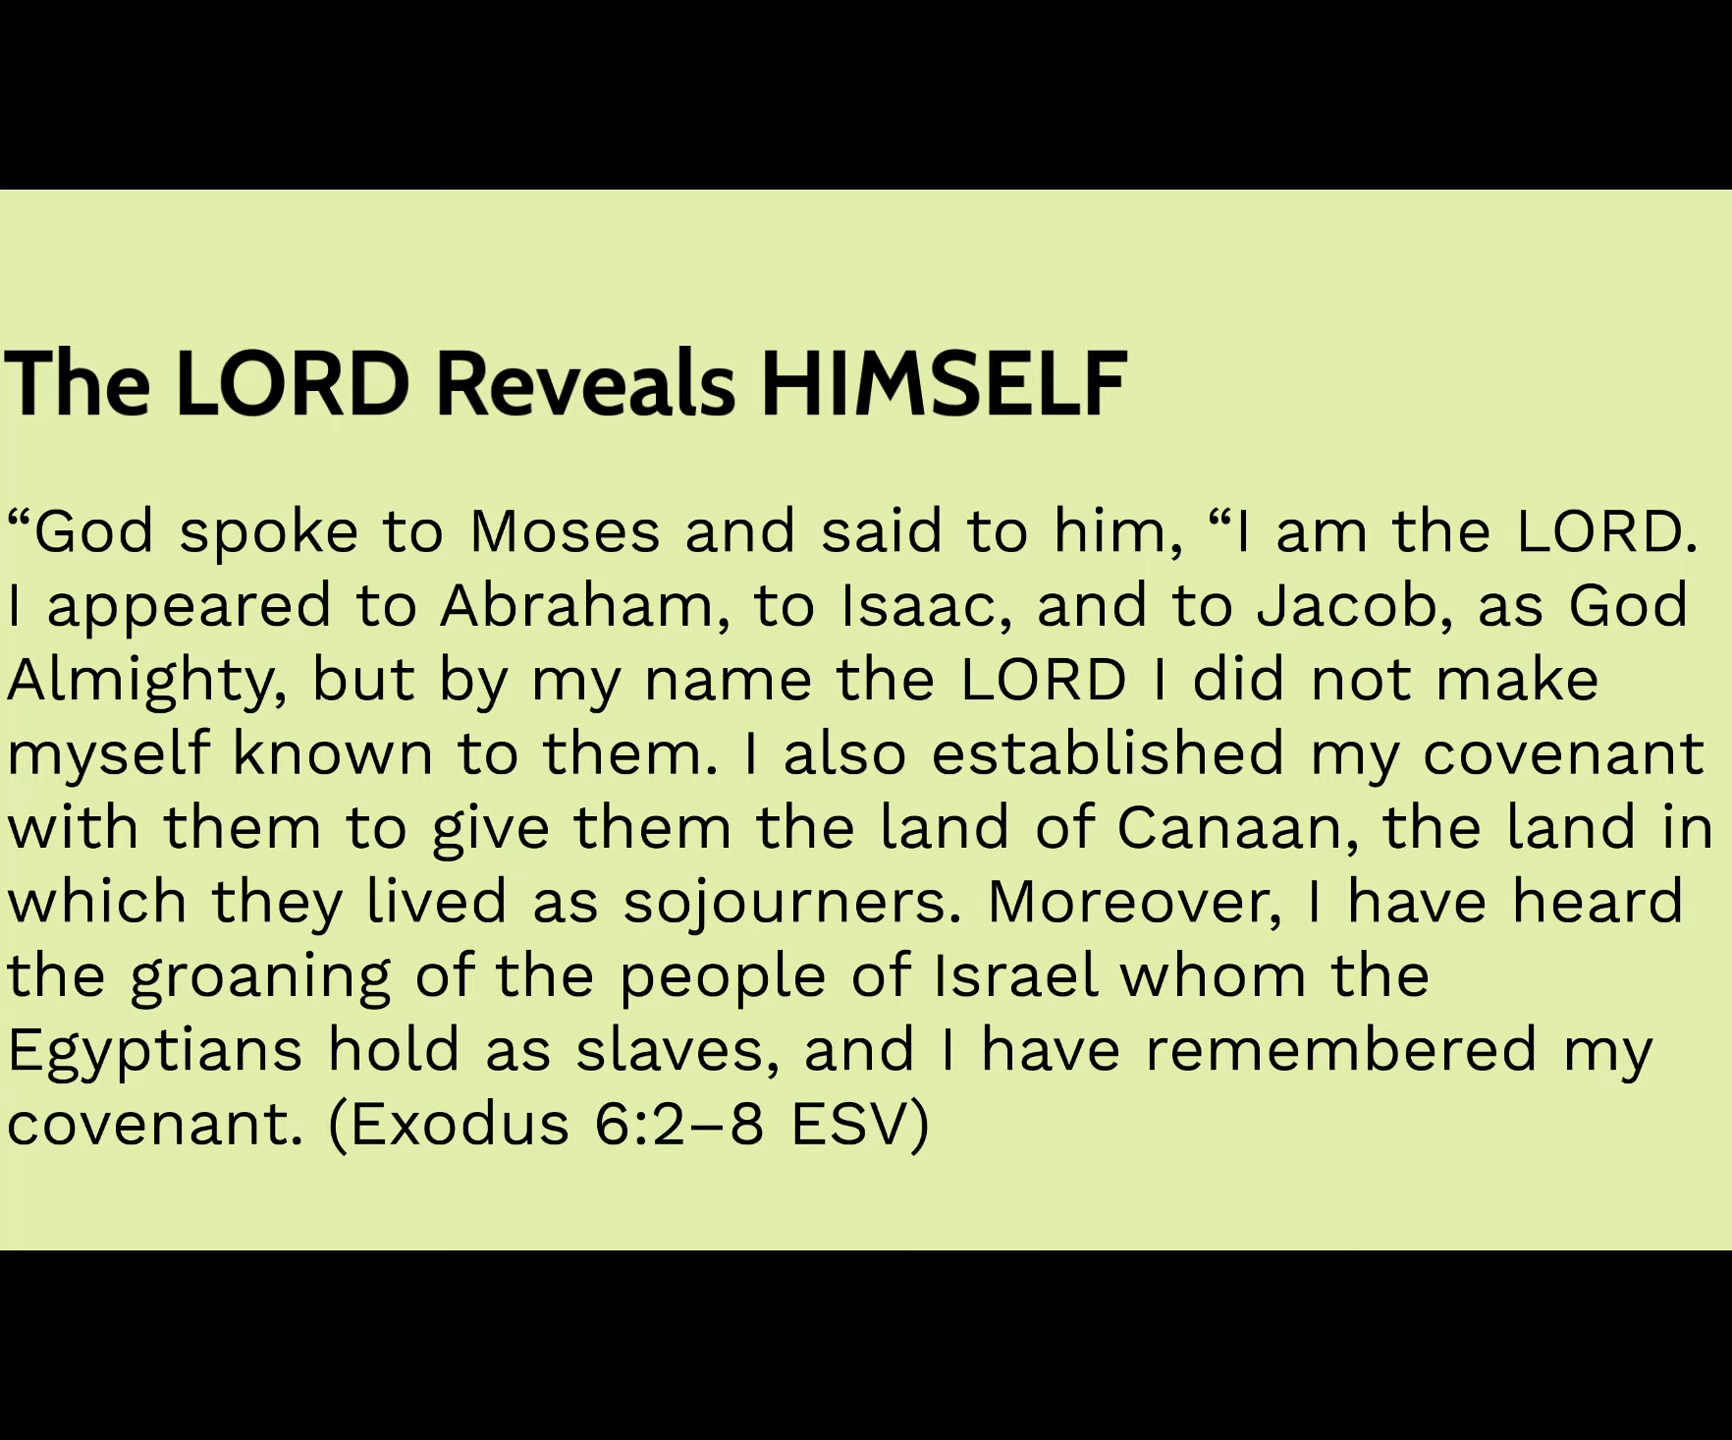 The LORD Reveals HIMSELF
“God spoke to Moses and said to him, “I am the LORD.
I appeared to Abraham, to Isaac, and to Jacob, as God
Almighty, but by my name the LORD I did not make
myself known to them. I also established my covenant
with them to give them the land of Canaan, the land in
which they lived as sojourners. Moreover, I have heard
the groaning of the people of Israel whom the
Egyptians hold as slaves, and I have remembered my
covenant. (Exodus 6:2–8 ESV)